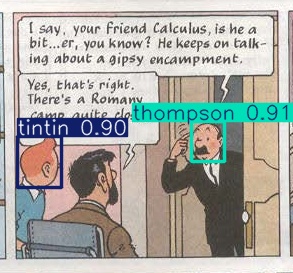 I say, your friend Calculus, is he a
bit...er, you know? He keeps on talk-
ing about a gipsy encampment.
Yes, that's right.
There's a Romany
camp quite clo
thompson 0.91
tintin 0.90